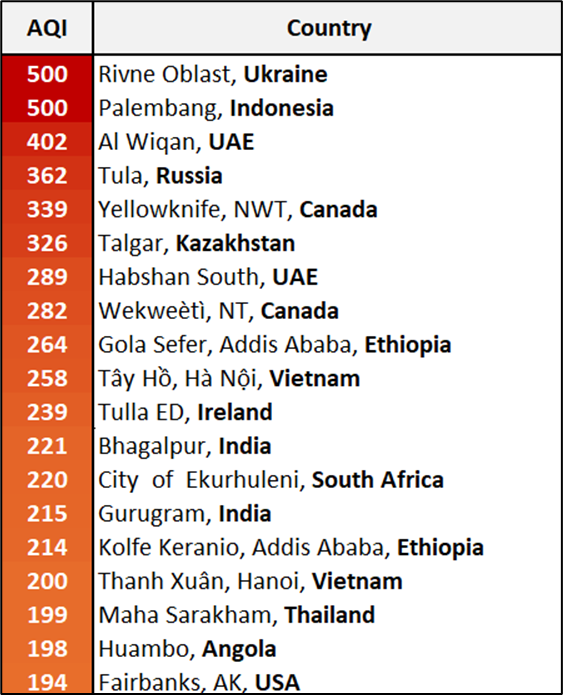 AQI Country
500 Rivne Oblast, Ukraine
500 Palembang, Indonesia
402 Al Wiqan, UAE
362 Tula, Russia
339 Yellowknife, NWT, Canada
326 Talgar, Kazakhstan
289 Habshan South, UAE
282 Wekweètì, NT, Canada
264 Gola Sefer, Addis Ababa, Ethiopia
258 Tây Hồ, Hà Nội, Vietnam
239 Tulla ED, Ireland
221 Bhagalpur, India
220 City of Ekurhuleni, South Africa
215 Gurugram, India
214 Kolfe Keranio, Addis Ababa, Ethiopia
200 Thanh Xuân, Hanoi, Vietnam
199 Maha Sarakham, Thailand
198 Huambo, Angola
194 Fairbanks, AK, USA